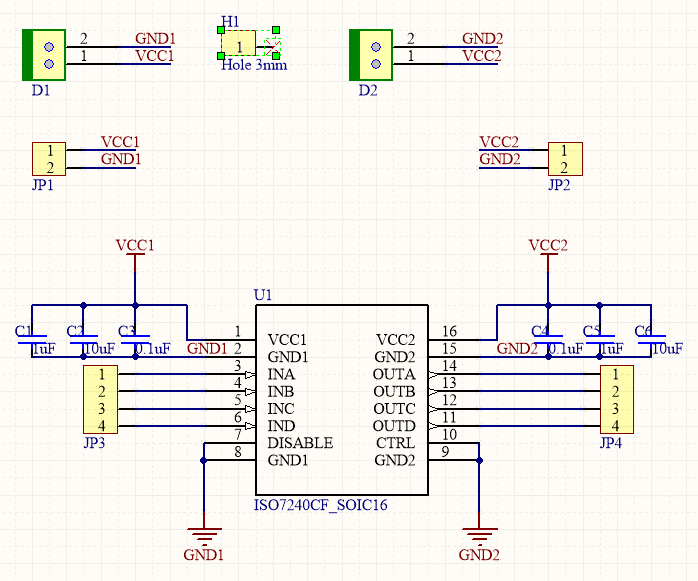 H1
2 GND1
1 VCC1
D1
1
Hole 3mm
2 GND2
1 VCC2
D2
1 VCC1
2 GND1
JP1
VCC2 1
GND2 2
JP2
VCC1
VCC2
U1
C1 1uF
C2 10uF
C3 0.1uF
GND1
1 VCC1
2 GND1
3 INA
4 INB
5 INC
6 IND
7 DISABLE
8 GND1
VCC2 16
GND2 15
OUTA 14
OUTB 13
OUTC 12
OUTD 11
CTRL 10
GND2 9
GND2
C4 0.1uF
C5 1uF
C6 10uF
1
2
3
4
JP3
1
2
3
4
JP4
ISO7240CF_SOIC16
GND1
GND2